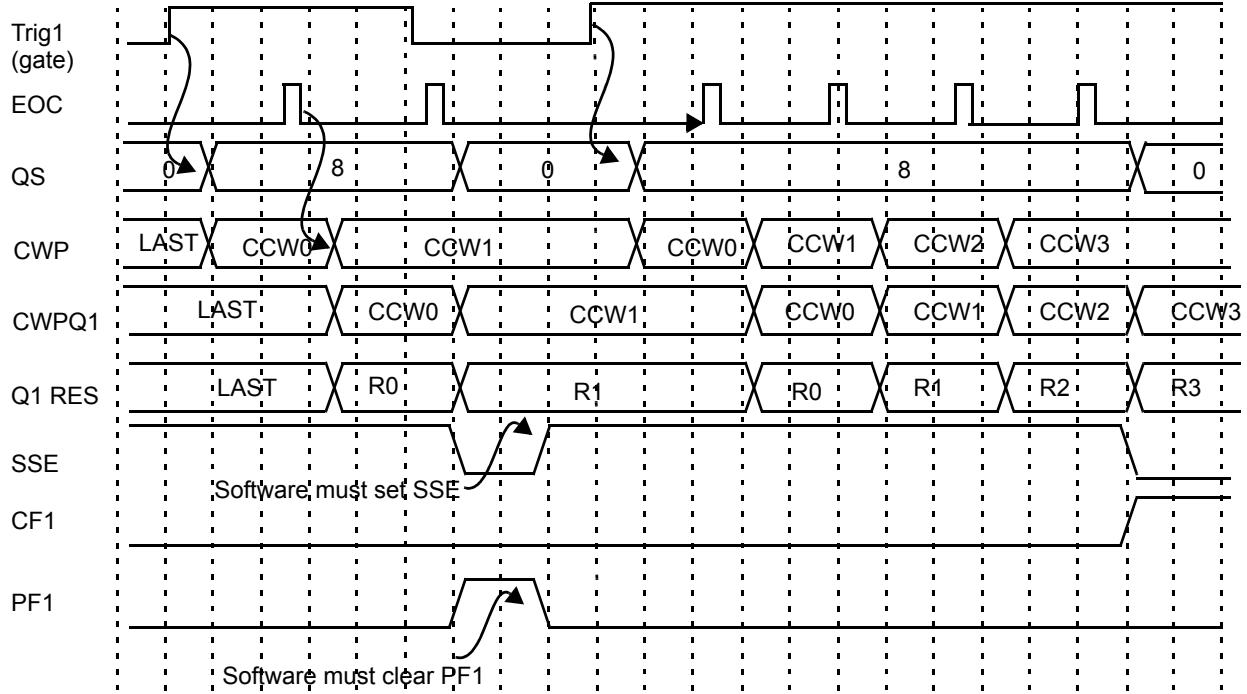 Trig1
(gate)
EOC
QS 0 8 0 8 0
CWP LAST CCW0 CCW1 CCW0 CCW1 CCW2 CCW3
CWPQ1 LAST CCW0 CCW1 CCW0 CCW1 CCW2 CCW3
Q1 RES LAST R0 R1 R0 R1 R2 R3
SSE
Software must set SSE
CF1
PF1
Software must clear PF1